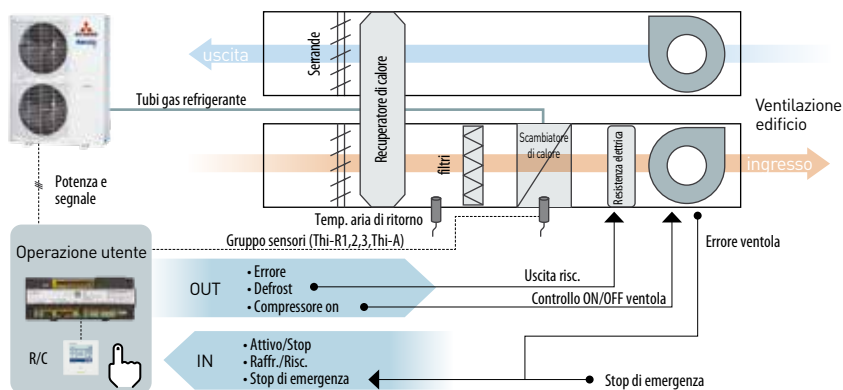 uscita
Serrande
Recuperatore di calore
Tubi gas refrigerante
Ventilazione
edificio
filtri
Scambiatore
di calore
Resistenza elettrica
ingresso
Potenza e
segnale
Temp. aria di ritorno
Gruppo sensori (Thi-R1,2,3,Thi-A)
Errore ventola
Operazione utente
OUT
• Errore
• Defrost
• Compressore on
Uscita risc.
Controllo ON/OFF ventola
R/C
IN
• Attivo/Stop
• Raffr./Risc.
• Stop di emergenza
Stop di emergenza